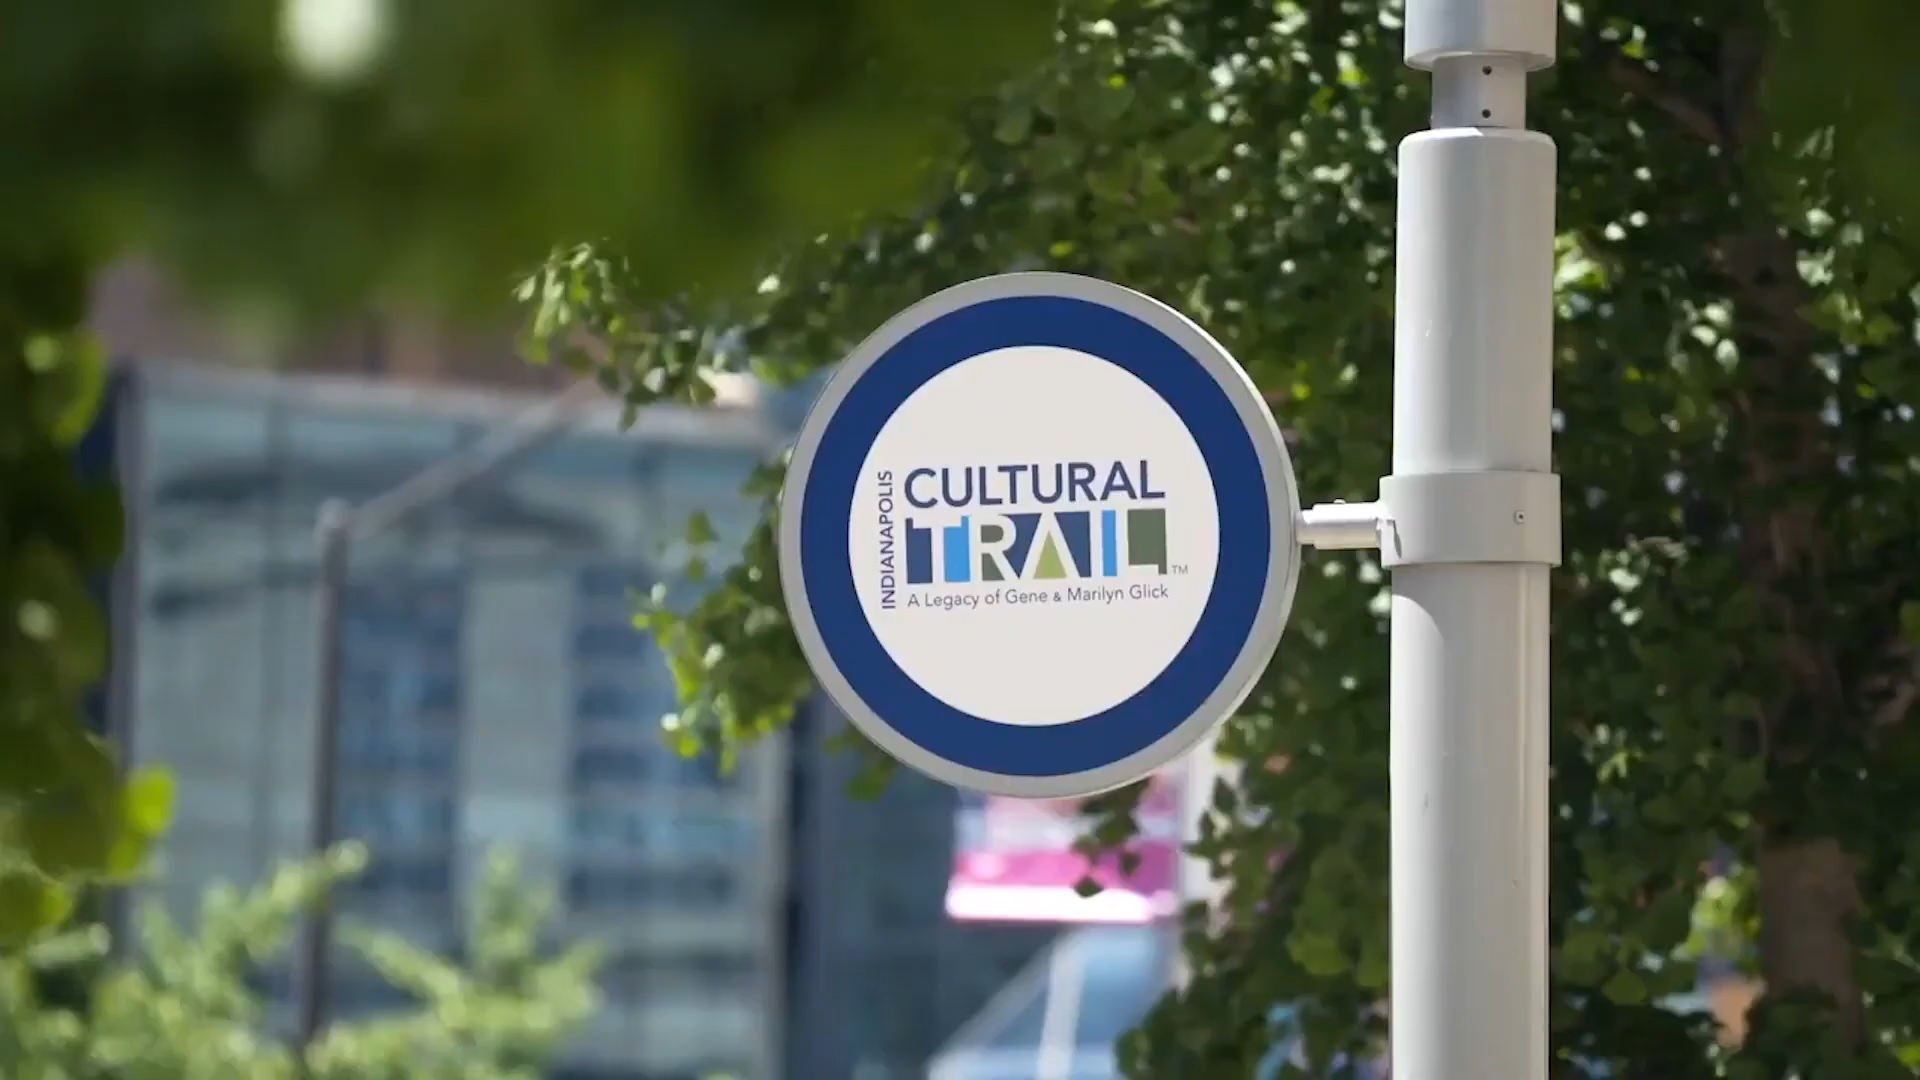 INDIANAPOLIS
CULTURAL
TRAIL™
A Legacy of Gene & Marilyn Glick